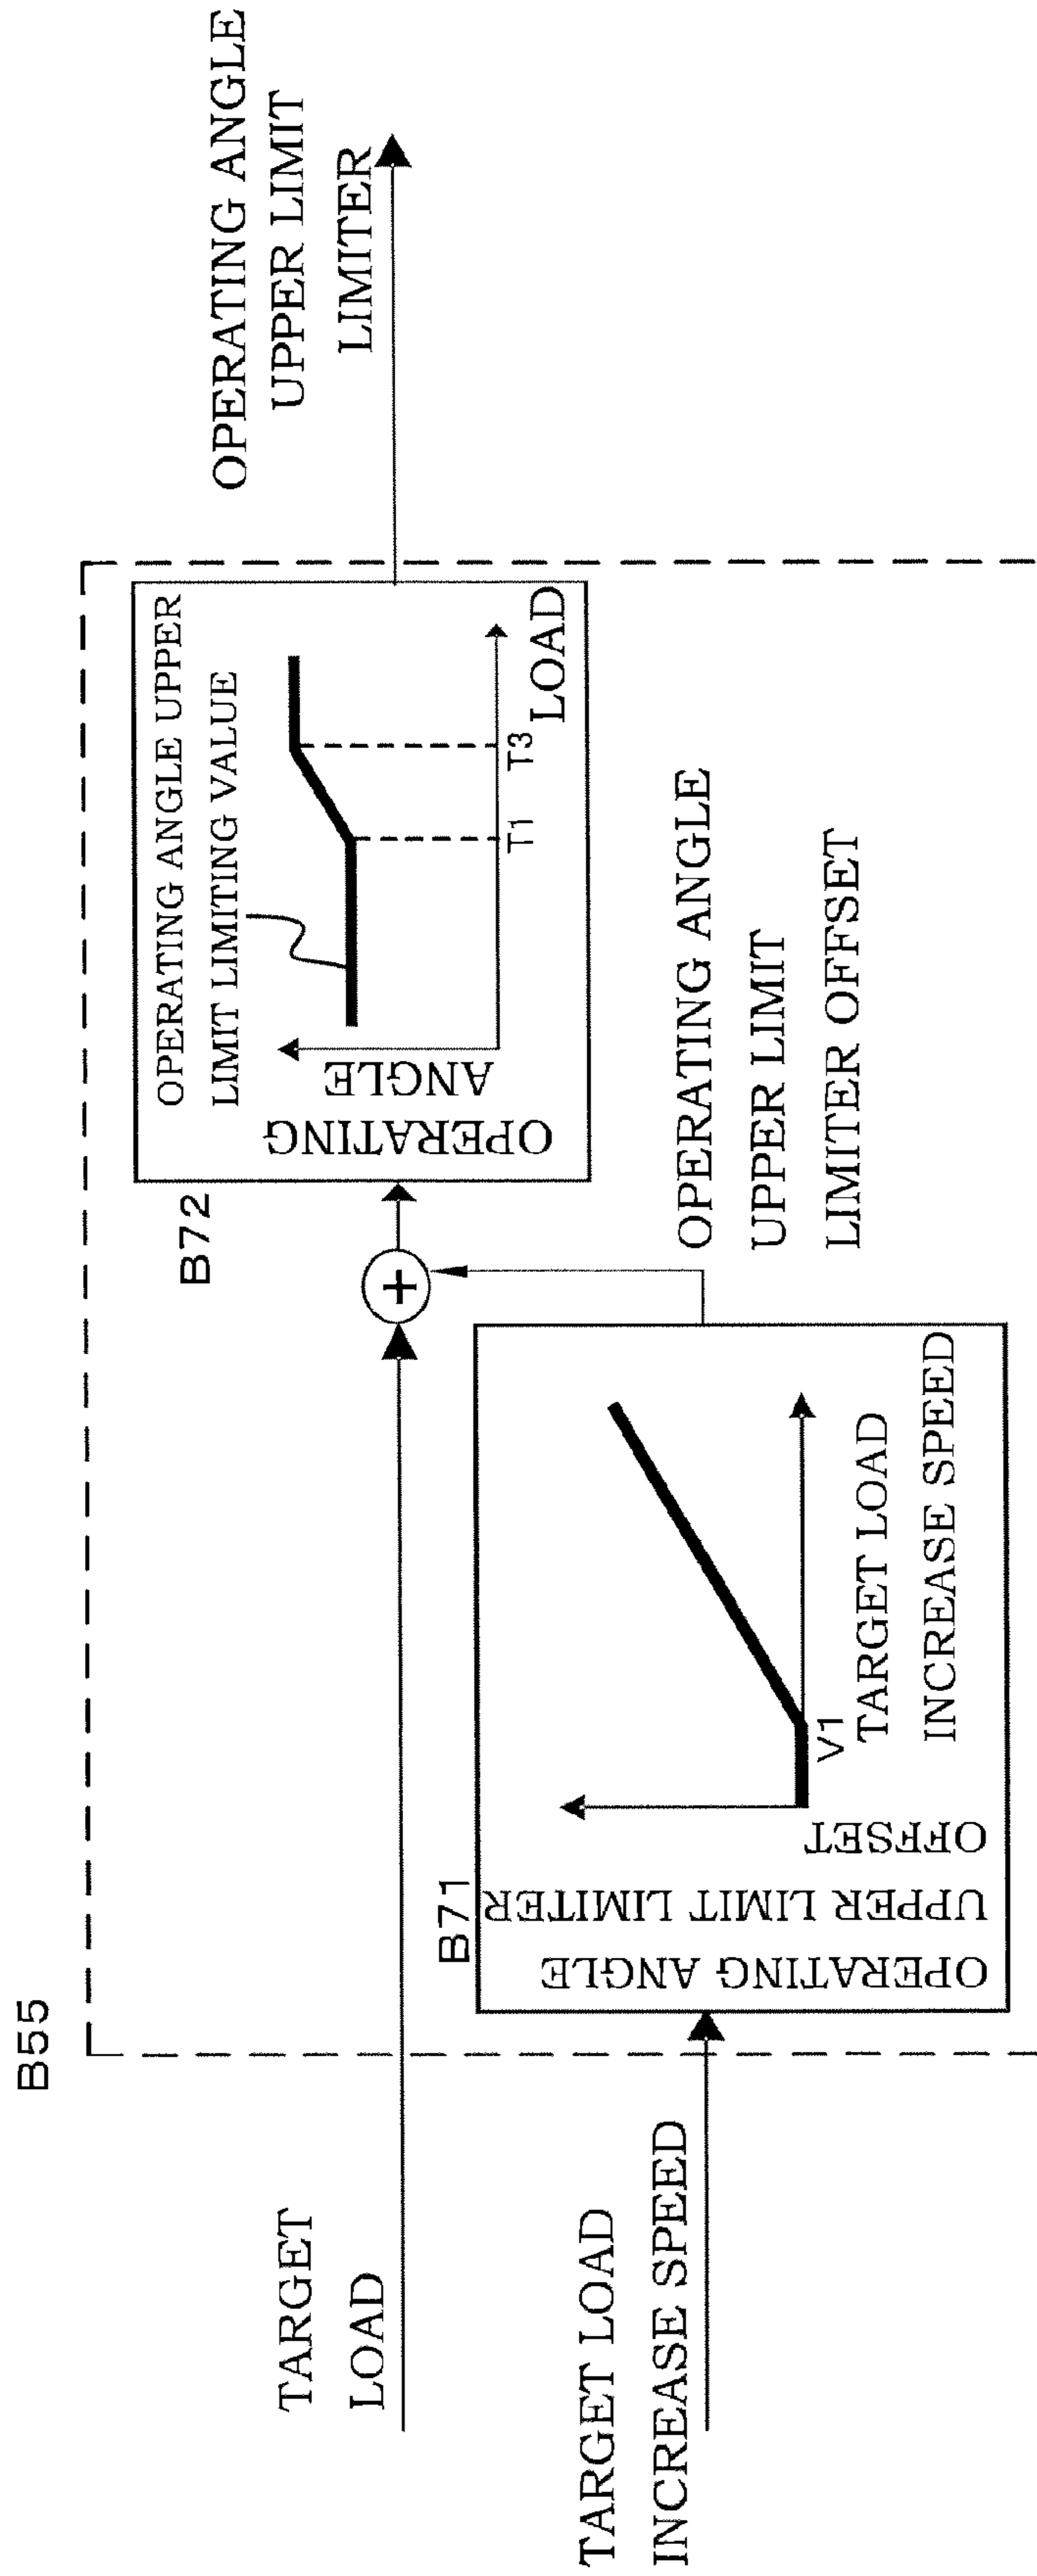 B55
TARGET
LOAD
TARGET LOAD
INCREASE SPEED
B71
OPERATING ANGLE
UPPER LIMIT LIMITER
OFFSET
V1
TARGET LOAD
INCREASE SPEED
+
OPERATING ANGLE
UPPER LIMIT
LIMITER OFFSET
B72
OPERATING ANGLE UPPER
LIMIT LIMITING VALUE
OPERATING
ANGLE
T1
T3
LOAD
OPERATING ANGLE
UPPER LIMIT
LIMITER